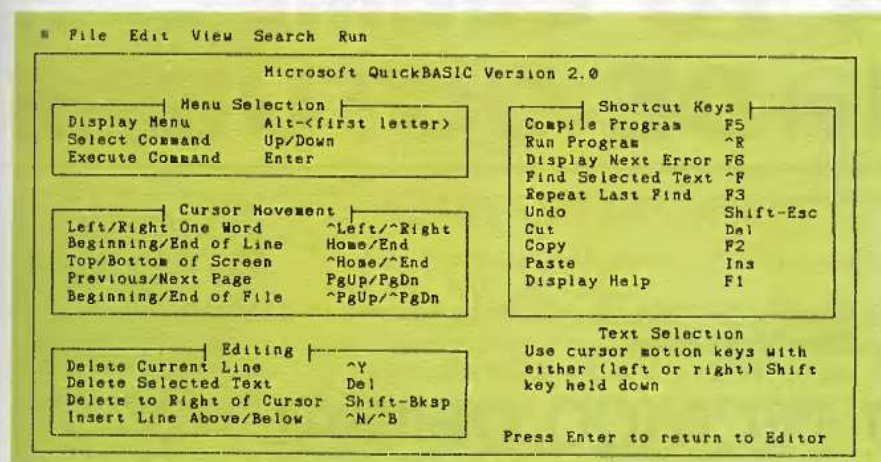 File Edit View Search Run
Microsoft QuickBASIC Version 2.0
Menu Selection
Display Menu Alt-<first letter>
Select Command Up/Down
Execute Command Enter
Cursor Movement
Left/Right One Word ^Left/^Right
Beginning/End of Line Home/End
Top/Bottom of Screen ^Home/^End
Previous/Next Page PgUp/PgDn
Beginning/End of File ^PgUp/^PgDn
Editing
Delete Current Line ^Y
Delete Selected Text Del
Delete to Right of Cursor Shift-Bksp
Insert Line Above/Below ^N/^B
Shortcut Keys
Compile Program F5
Run Program ^R
Display Next Error F6
Find Selected Text ^F
Repeat Last Find F3
Undo Shift-Esc
Cut Del
Copy F2
Paste Ins
Display Help F1
Text Selection
Use cursor motion keys with
either (left or right) Shift
key held down
Press Enter to return to Editor